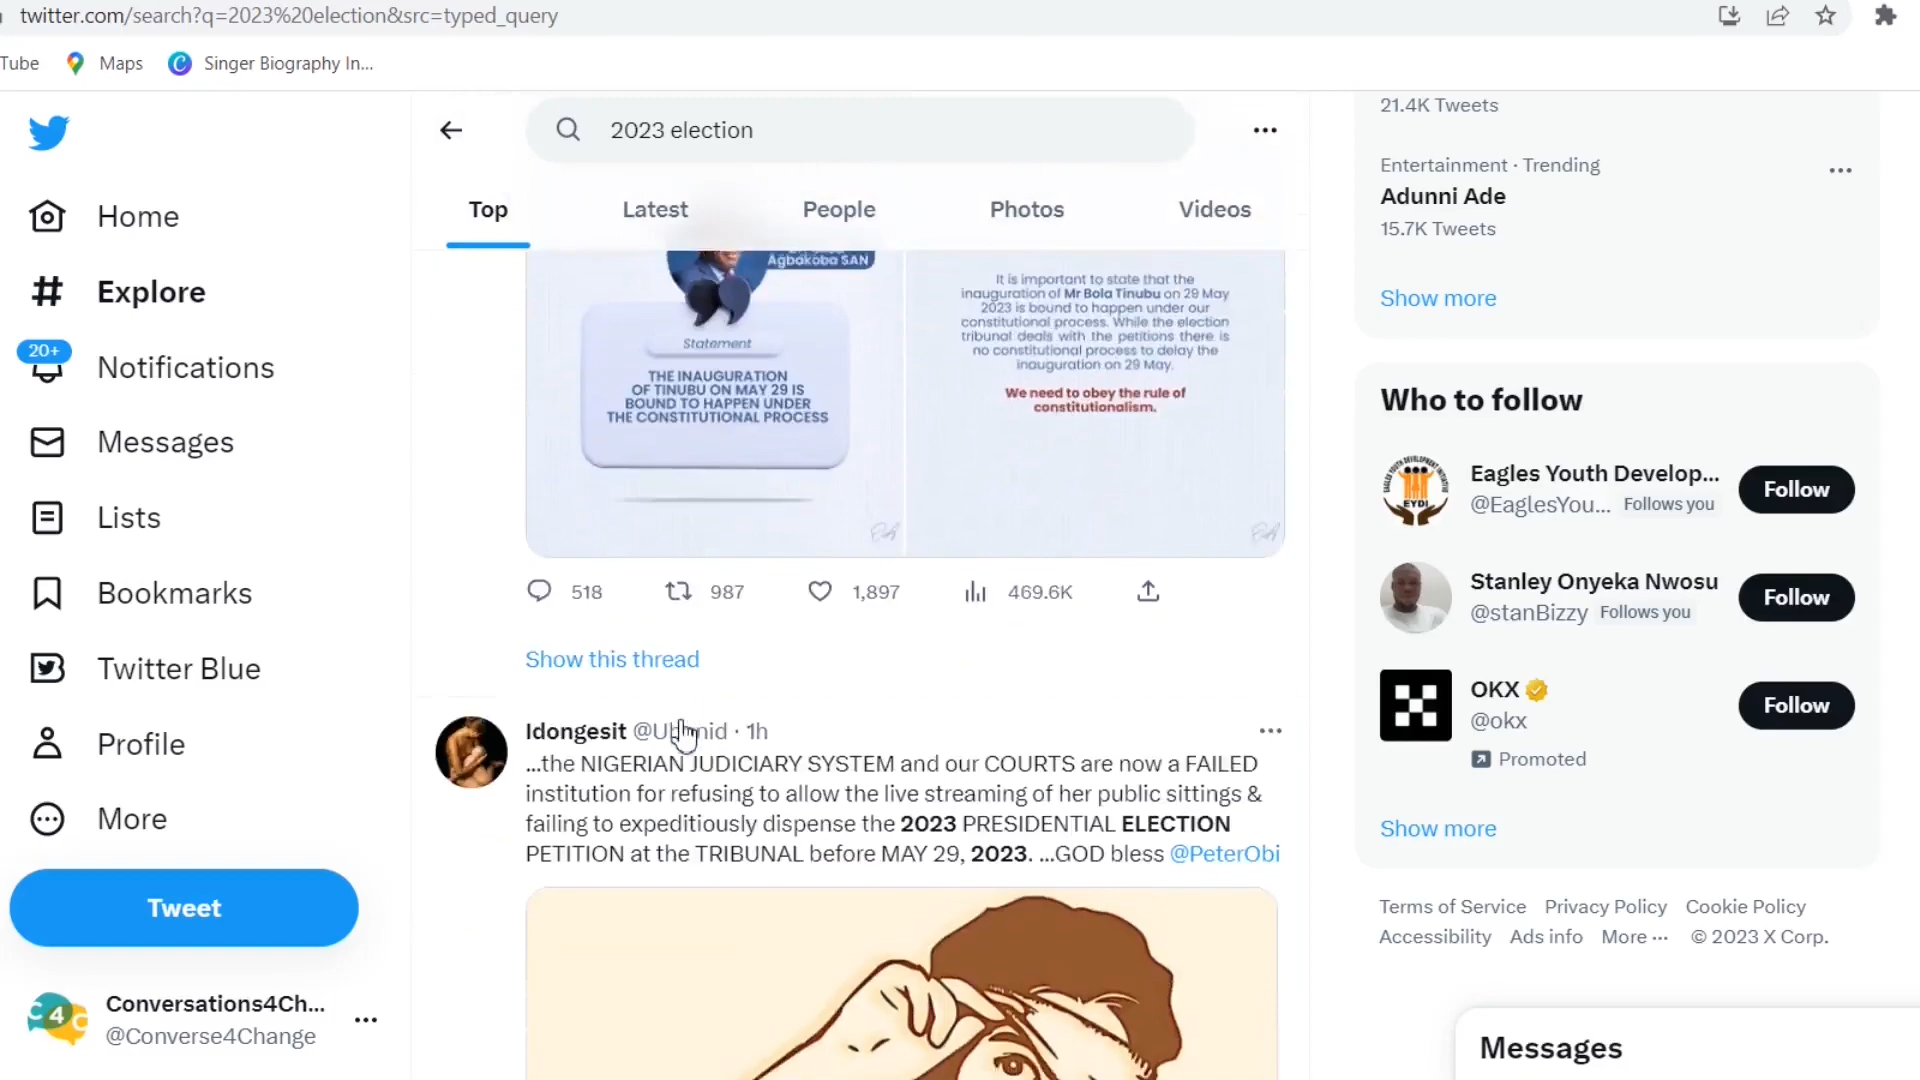 twitter.com/search?q=2023%20election&src=typed_query
Tube
Maps
Singer Biography In...
Home
Explore
20+
Notifications
Messages
Lists
Bookmarks
Twitter Blue
Profile
More
Tweet
Conversations4Ch...
@Converse4Change
C4C
2023 election
Top
Latest
People
Photos
Videos
Agbakoba SAN
Statement
THE INAUGURATION
OF TINUBU ON MAY 29 IS
BOUND TO HAPPEN UNDER
THE CONSTITUTIONAL PROCESS
It is important to state that the
inauguration of Mr Bola Tinubu on 29 May
2023 is bound to happen under our
constitutional process. While the election
tribunal deals with the petitions there is
no constitutional process to delay the
inauguration on 29 May.
We need to obey the rule of
constitutionalism.
518
987
1,897
469.6K
Show this thread
Idongesit · 1h
...the NIGERIAN JUDICIARY SYSTEM and our COURTS are now a FAILED
institution for refusing to allow the live streaming of her public sittings &
failing to expeditiously dispense the 2023 PRESIDENTIAL ELECTION
PETITION at the TRIBUNAL before MAY 29, 2023. ...GOD bless @PeterObi
21.4K Tweets
Entertainment · Trending
Adunni Ade
15.7K Tweets
Show more
Who to follow
EYDI
Eagles Youth Develop...
@EaglesYou... Follows you
Follow
Stanley Onyeka Nwosu
@stanBizzy Follows you
Follow
OKX
@okx
Promoted
Follow
Show more
Terms of Service Privacy Policy Cookie Policy
Accessibility Ads info More ··· © 2023 X Corp.
Messages